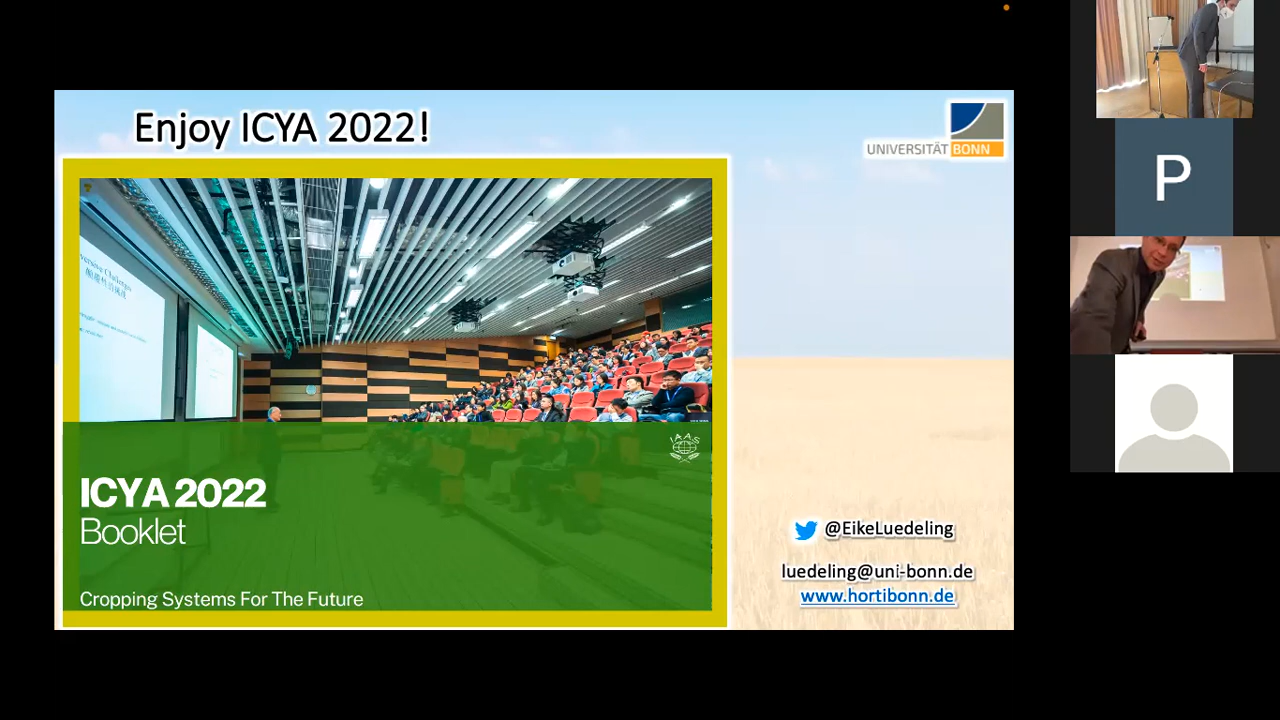 Enjoy ICYA 2022!
UNIVERSITÄT BONN
IAAS
ICYA 2022
Booklet
Cropping Systems For The Future
@EikeLuedeling
luedeling@uni-bonn.de
www.hortibonn.de
P